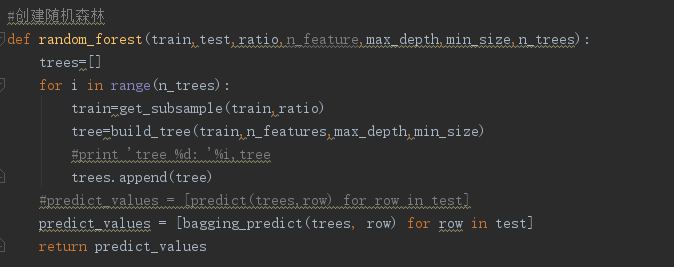 #创建随机森林
def random_forest(train,test,ratio,n_feature,max_depth,min_size,n_trees):
    trees=[]
    for i in range(n_trees):
        train=get_subsample(train,ratio)
        tree=build_tree(train,n_features,max_depth,min_size)
        #print 'tree %d: '%i,tree
        trees.append(tree)
    #predict_values = [predict(trees,row) for row in test]
    predict_values = [bagging_predict(trees, row) for row in test]
    return predict_values